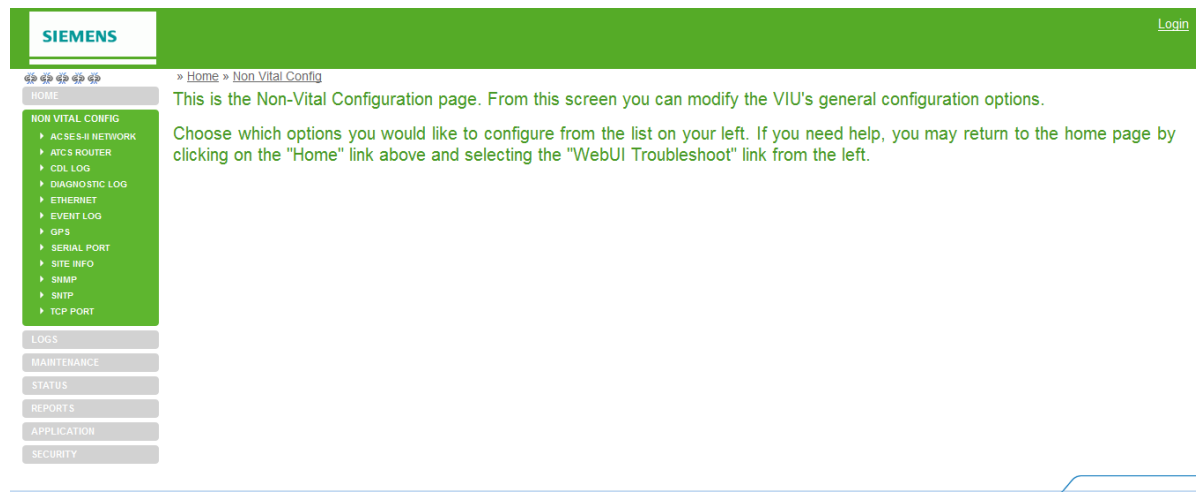 SIEMENS
Login
» Home » Non Vital Config
HOME
NON VITAL CONFIG
ACSES-II NETWORK
ATCS ROUTER
CDL LOG
DIAGNOSTIC LOG
ETHERNET
EVENT LOG
GPS
SERIAL PORT
SITE INFO
SNMP
SNTP
TCP PORT
LOGS
MAINTENANCE
STATUS
REPORTS
APPLICATION
SECURITY
This is the Non-Vital Configuration page. From this screen you can modify the VIU's general configuration options.
Choose which options you would like to configure from the list on your left. If you need help, you may return to the home page by
clicking on the "Home" link above and selecting the "WebUI Troubleshoot" link from the left.